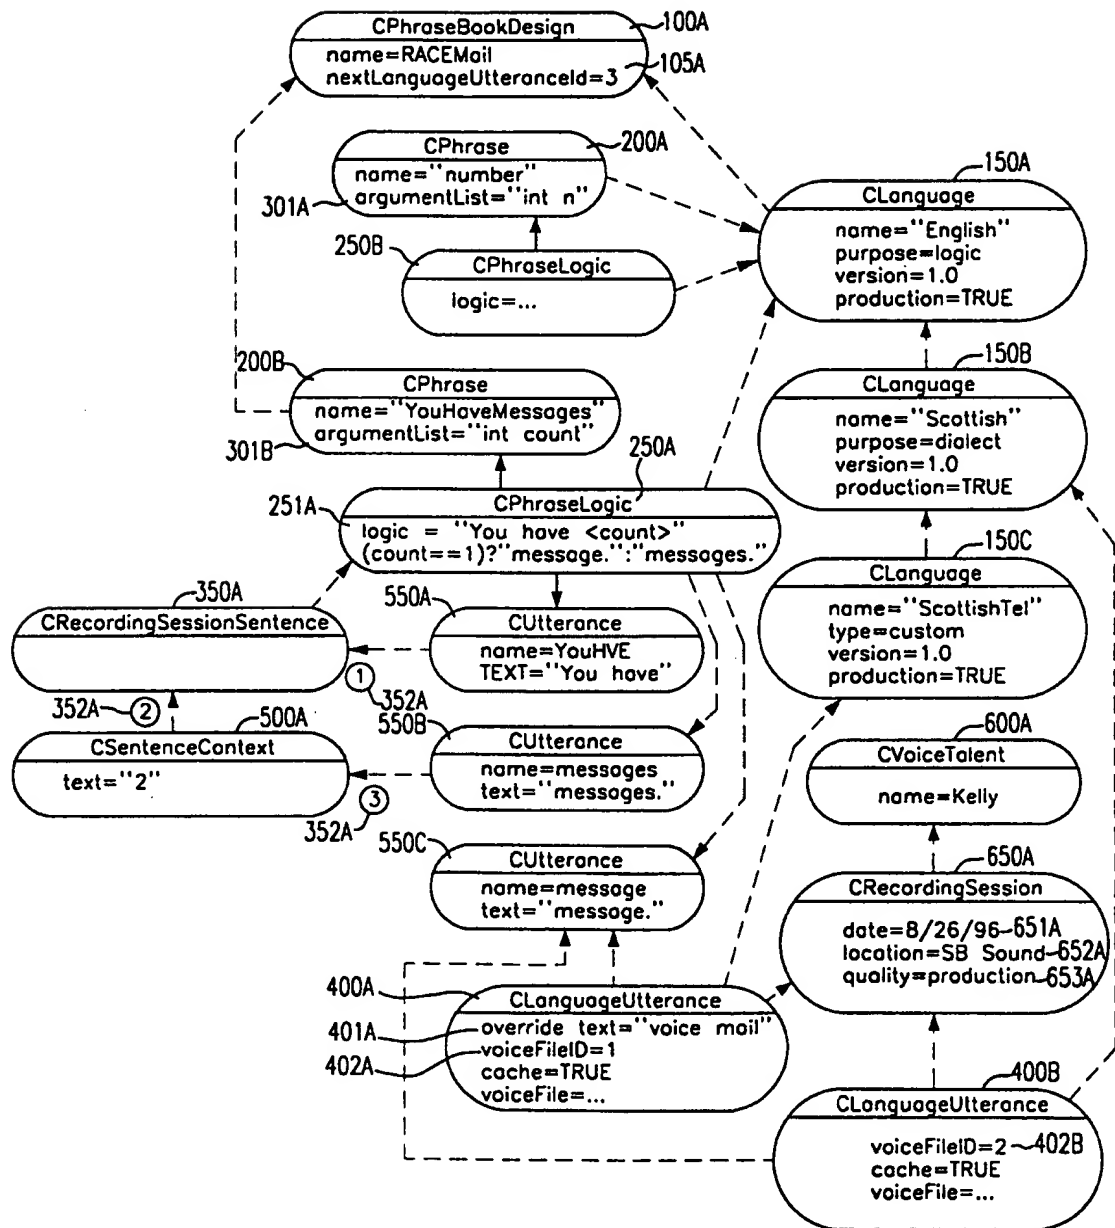 CPhraseBookDesign
100A
name=RACEMail
nextLanguageUtteranceId=3
105A
CPhrase
200A
name="number"
argumentList="int n"
301A
150A
CLanguage
name="English"
purpose=logic
version=1.0
production=TRUE
250B
CPhraseLogic
logic=...
200B
CPhrase
name="YouHaveMessages"
argumentList="int count"
301B
150B
CLanguage
name="Scottish"
purpose=dialect
version=1.0
production=TRUE
250A
CPhraseLogic
251A
logic = "You have <count>"
(count==1)?"message.":"messages."
150C
CLanguage
name="ScottishTel"
type=custom
version=1.0
production=TRUE
350A
CRecordingSessionSentence
550A
CUtterance
name=YouHVE
TEXT="You have"
1
352A
352A
2
500A
CSentenceContext
text="2"
550B
CUtterance
name=messages
text="messages."
3
352A
600A
CVoiceTalent
name=Kelly
550C
CUtterance
name=message
text="message."
650A
CRecordingSession
date=8/26/96
651A
location=SB Sound
652A
quality=production
653A
400A
CLanguageUtterance
401A
override text="voice mail"
402A
voiceFileID=1
cache=TRUE
voiceFile=...
400B
CLanguageUtterance
voiceFileID=2
402B
cache=TRUE
voiceFile=...